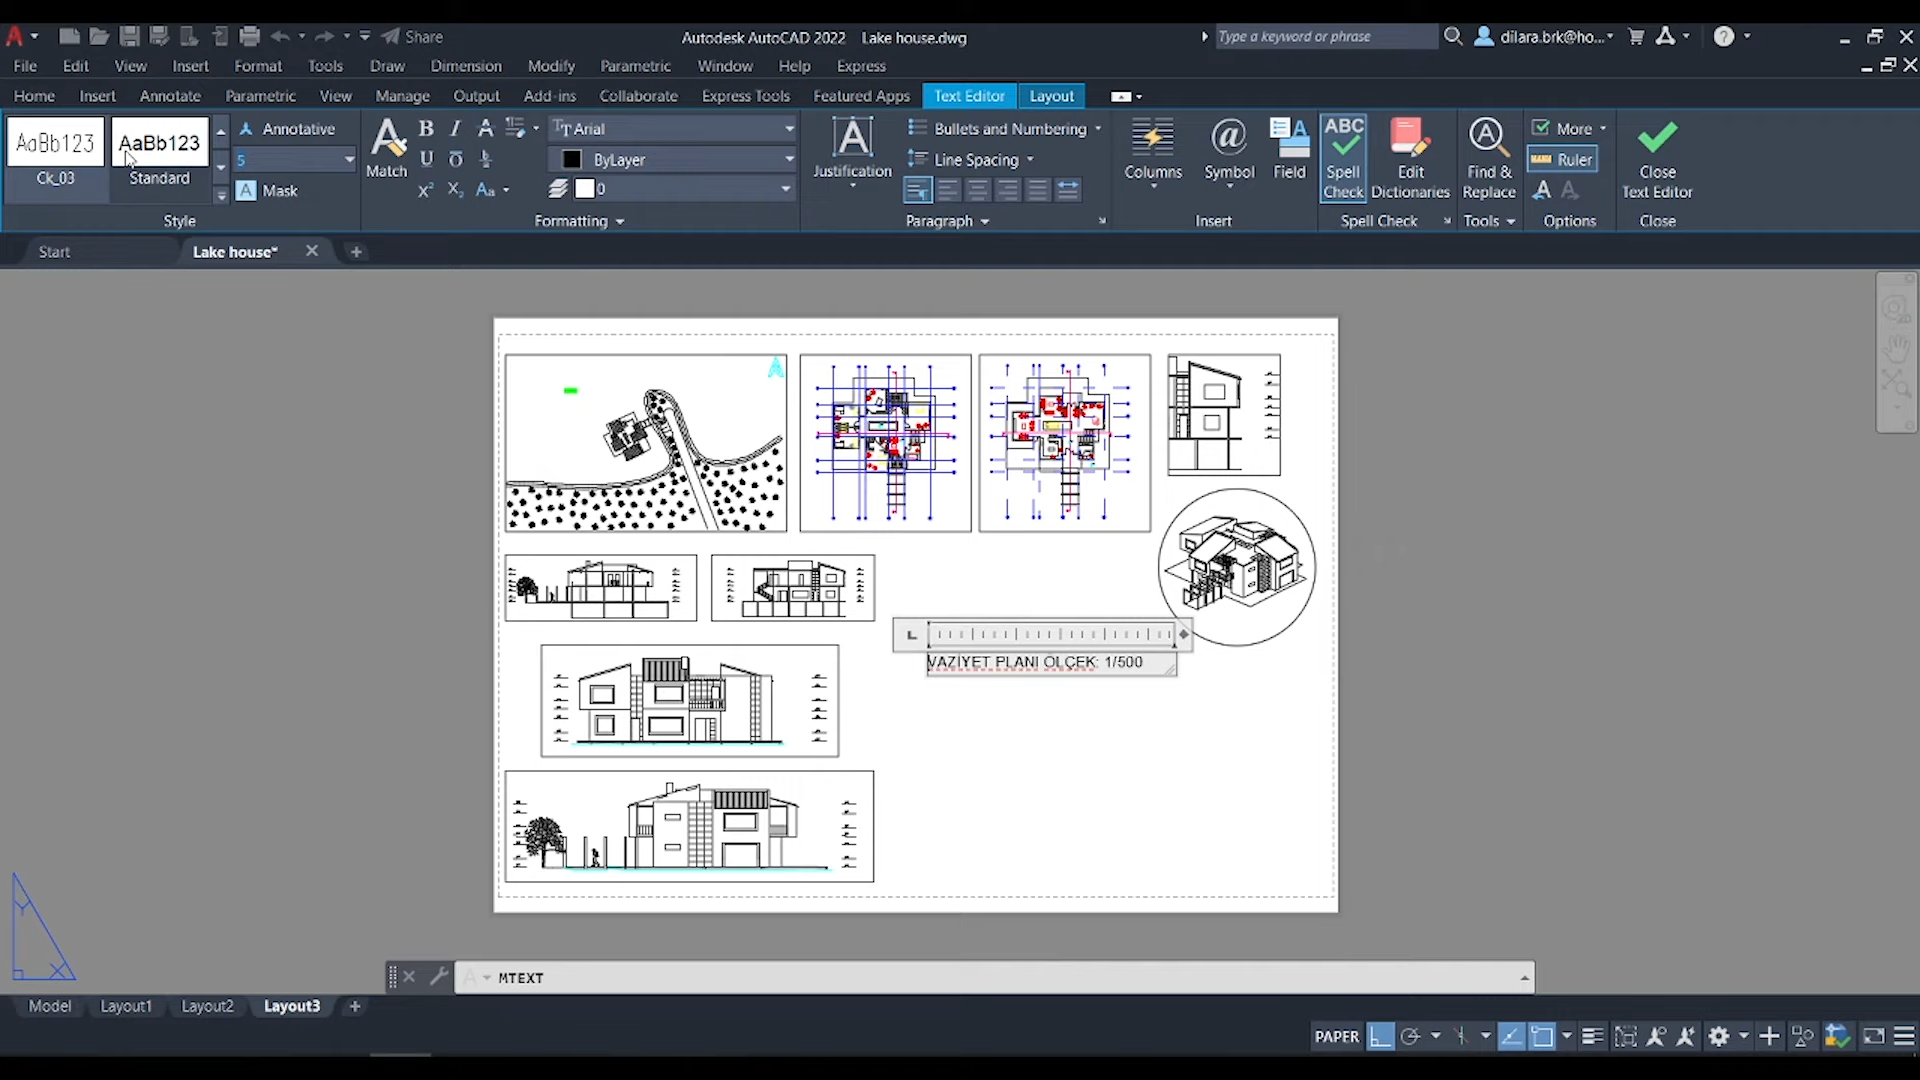 Share
Autodesk AutoCAD 2022 Lake house.dwg
Type a keyword or phrase
dilara.brk@ho...
File Edit View Insert Format Tools Draw Dimension Modify Parametric Window Help Express
Home Insert Annotate Parametric View Manage Output Add-ins Collaborate Express Tools Featured Apps Text Editor Layout
AaBb123
Ck_03
AaBb123
Standard
Annotative
5
Mask
Style
Match
Arial
ByLayer
0
Formatting
Justification
Bullets and Numbering
Line Spacing
Paragraph
Columns
Symbol
Field
Insert
ABC
Spell Check
Edit Dictionaries
Spell Check
Find & Replace
Tools
More
Ruler
Options
Close Text Editor
Close
Start
Lake house*
VAZİYET PLANI ÖLÇEK: 1/500
MTEXT
Model Layout1 Layout2 Layout3
PAPER